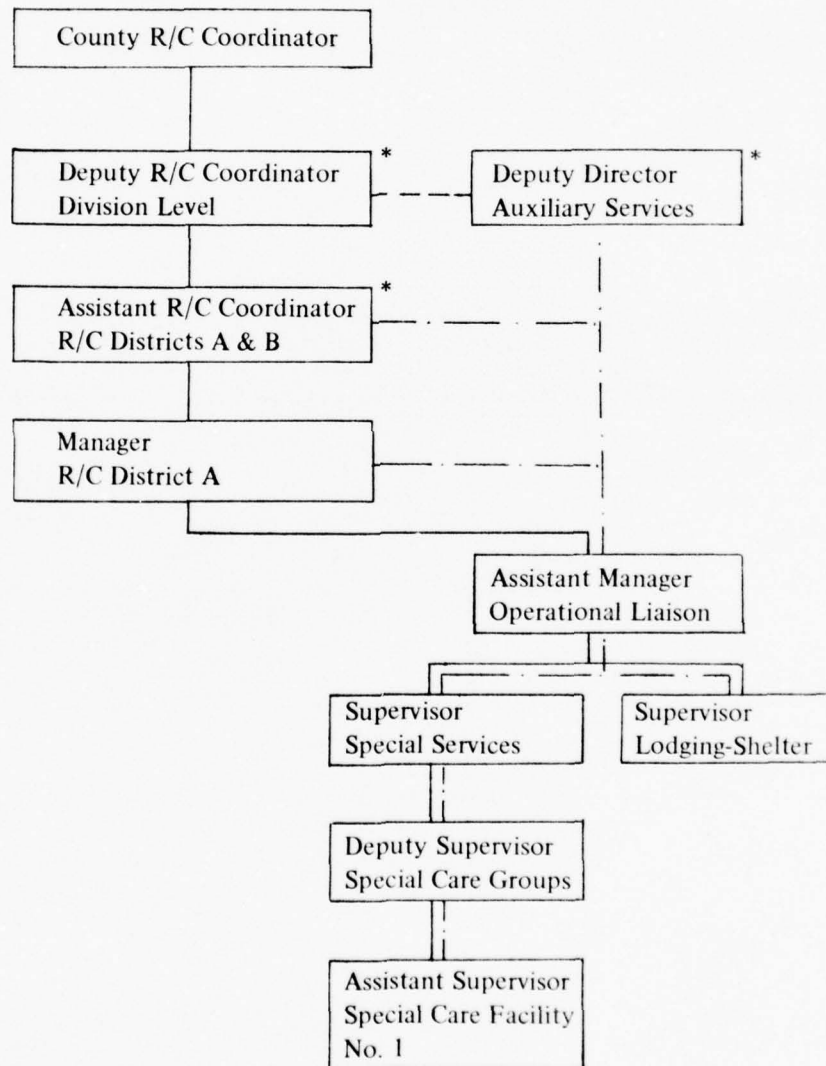 County R/C Coordinator
*
Deputy R/C Coordinator
Division Level
*
Deputy Director
Auxiliary Services
*
Assistant R/C Coordinator
R/C Districts A & B
Manager
R/C District A
Assistant Manager
Operational Liaison
Supervisor
Special Services
Supervisor
Lodging-Shelter
Deputy Supervisor
Special Care Groups
Assistant Supervisor
Special Care Facility
No. 1